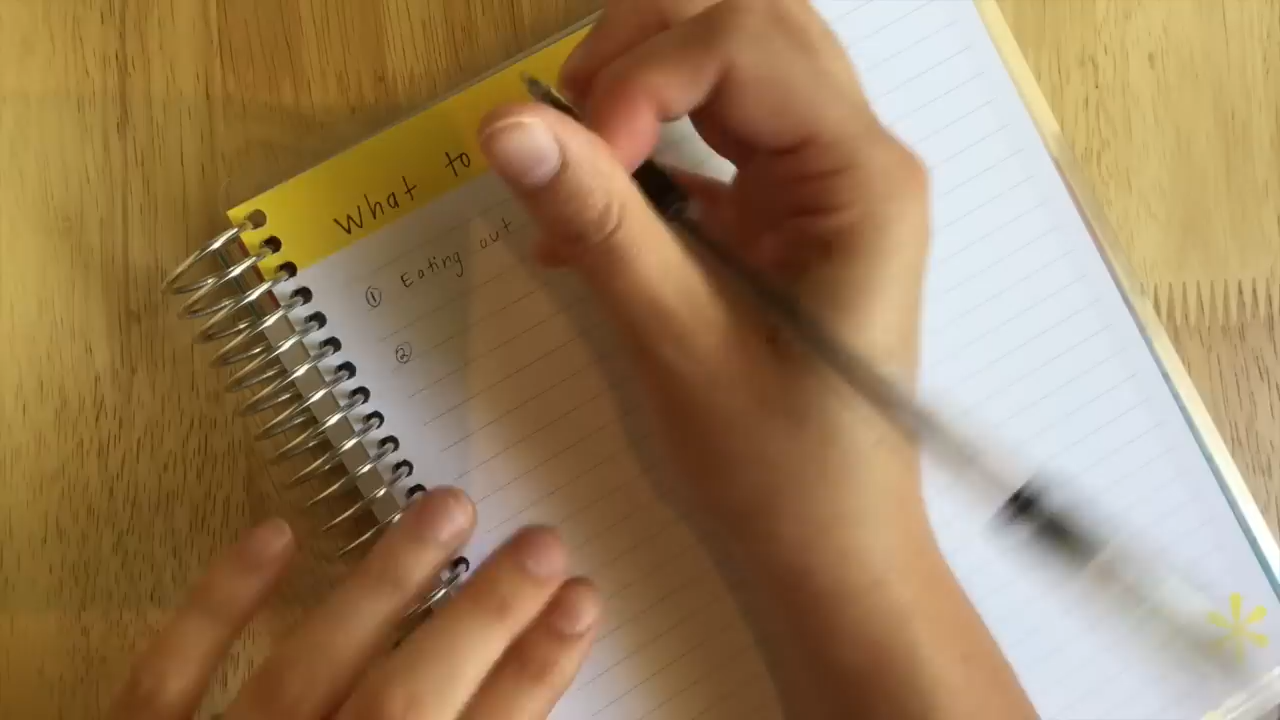 What to
① Eating out
②